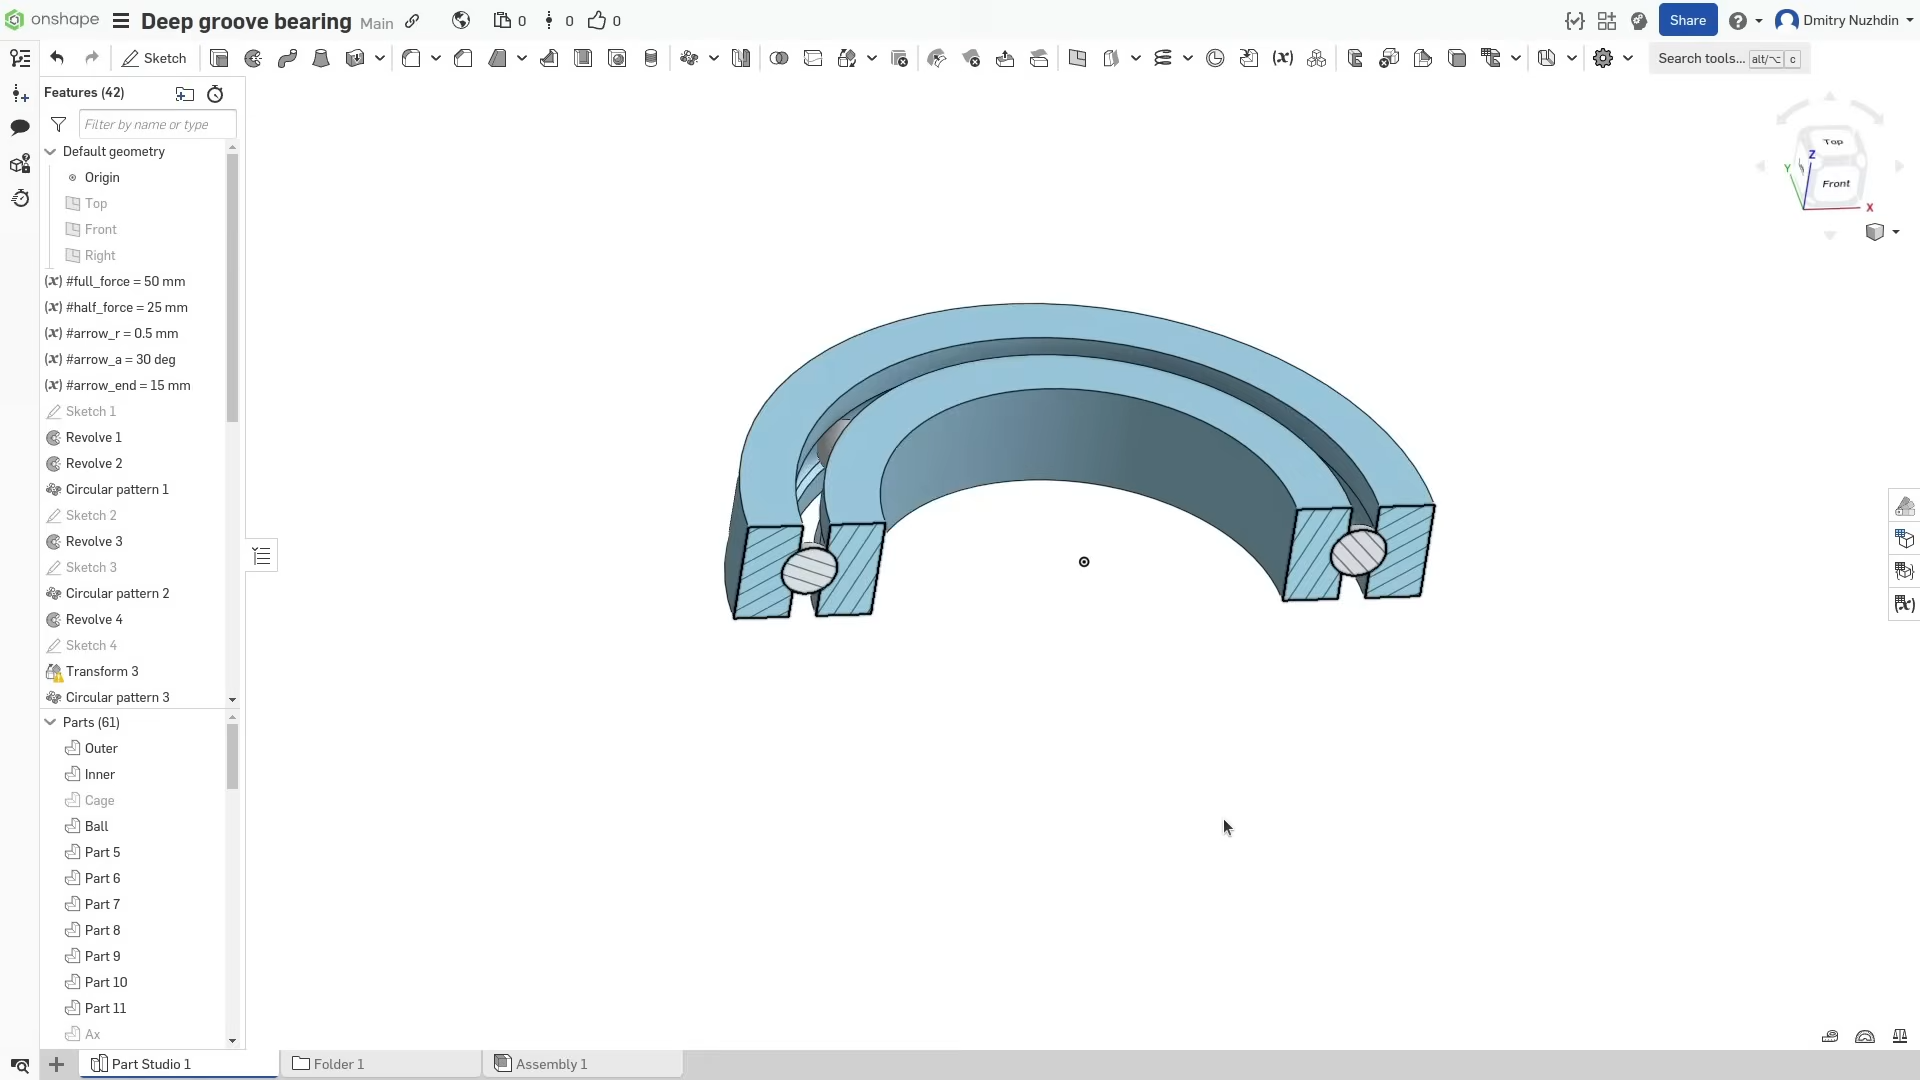 onshape Deep groove bearing Main 0 0 0 Share Dmitry Nuzhdin
Sketch Search tools... alt/⌥ c
Features (42)
Filter by name or type
Default geometry
Origin
Top
Front
Right
(x) #full_force = 50 mm
(x) #half_force = 25 mm
(x) #arrow_r = 0.5 mm
(x) #arrow_a = 30 deg
(x) #arrow_end = 15 mm
Sketch 1
Revolve 1
Revolve 2
Circular pattern 1
Sketch 2
Revolve 3
Sketch 3
Circular pattern 2
Revolve 4
Sketch 4
Transform 3
Circular pattern 3
Parts (61)
Outer
Inner
Cage
Ball
Part 5
Part 6
Part 7
Part 8
Part 9
Part 10
Part 11
Ax
Top
Z
Y
Front
X
Part Studio 1 Folder 1 Assembly 1